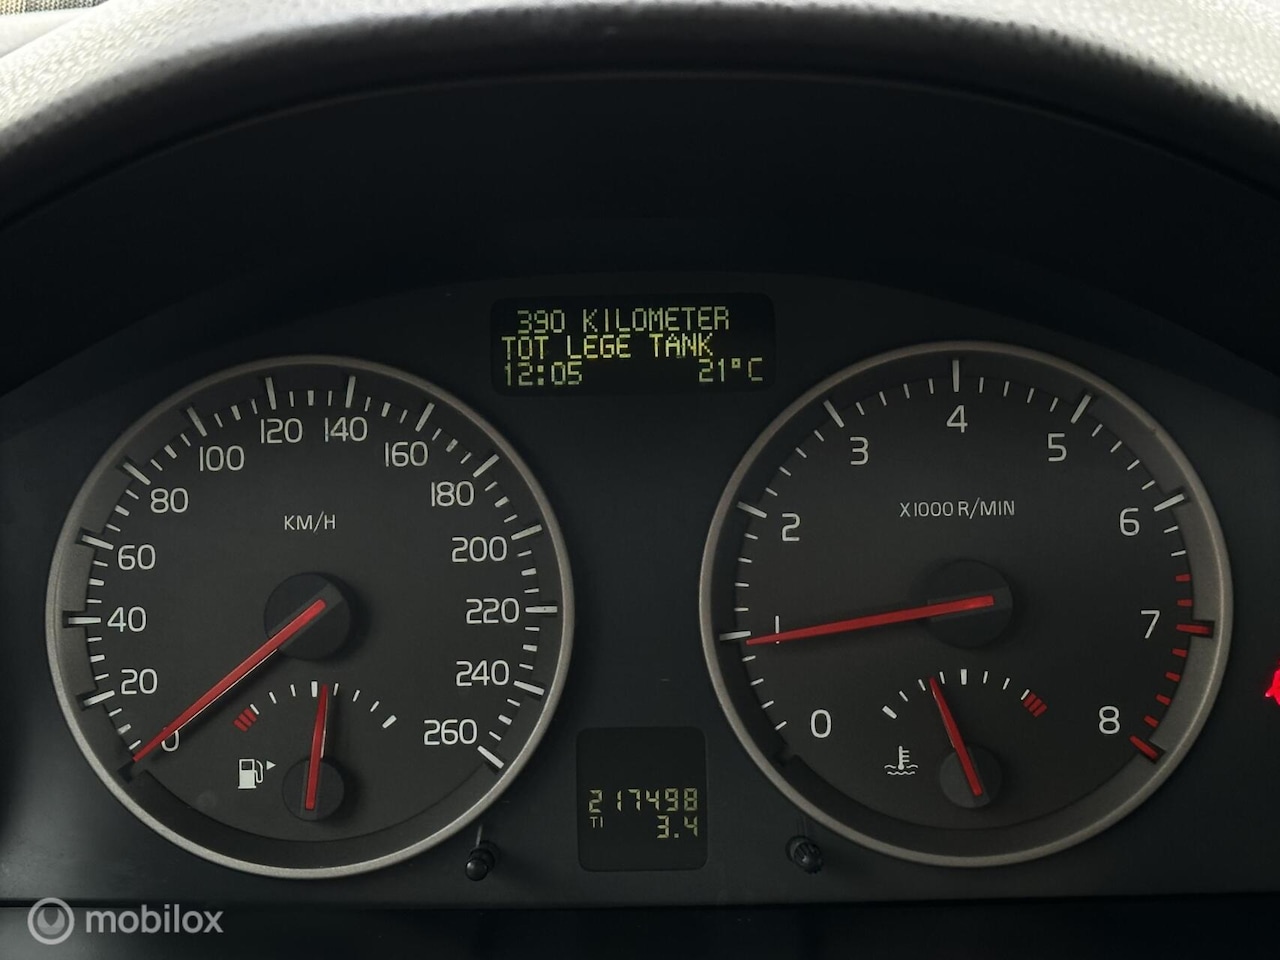 390 KILOMETER
TOT LEGE TANK
12:05 21°C
0 20 40 60 80 100 120 140 160 180 200 220 240 260
KM/H
0 1 2 3 4 5 6 7 8
X1000 R/MIN
217498
T1 3.4
mobilox